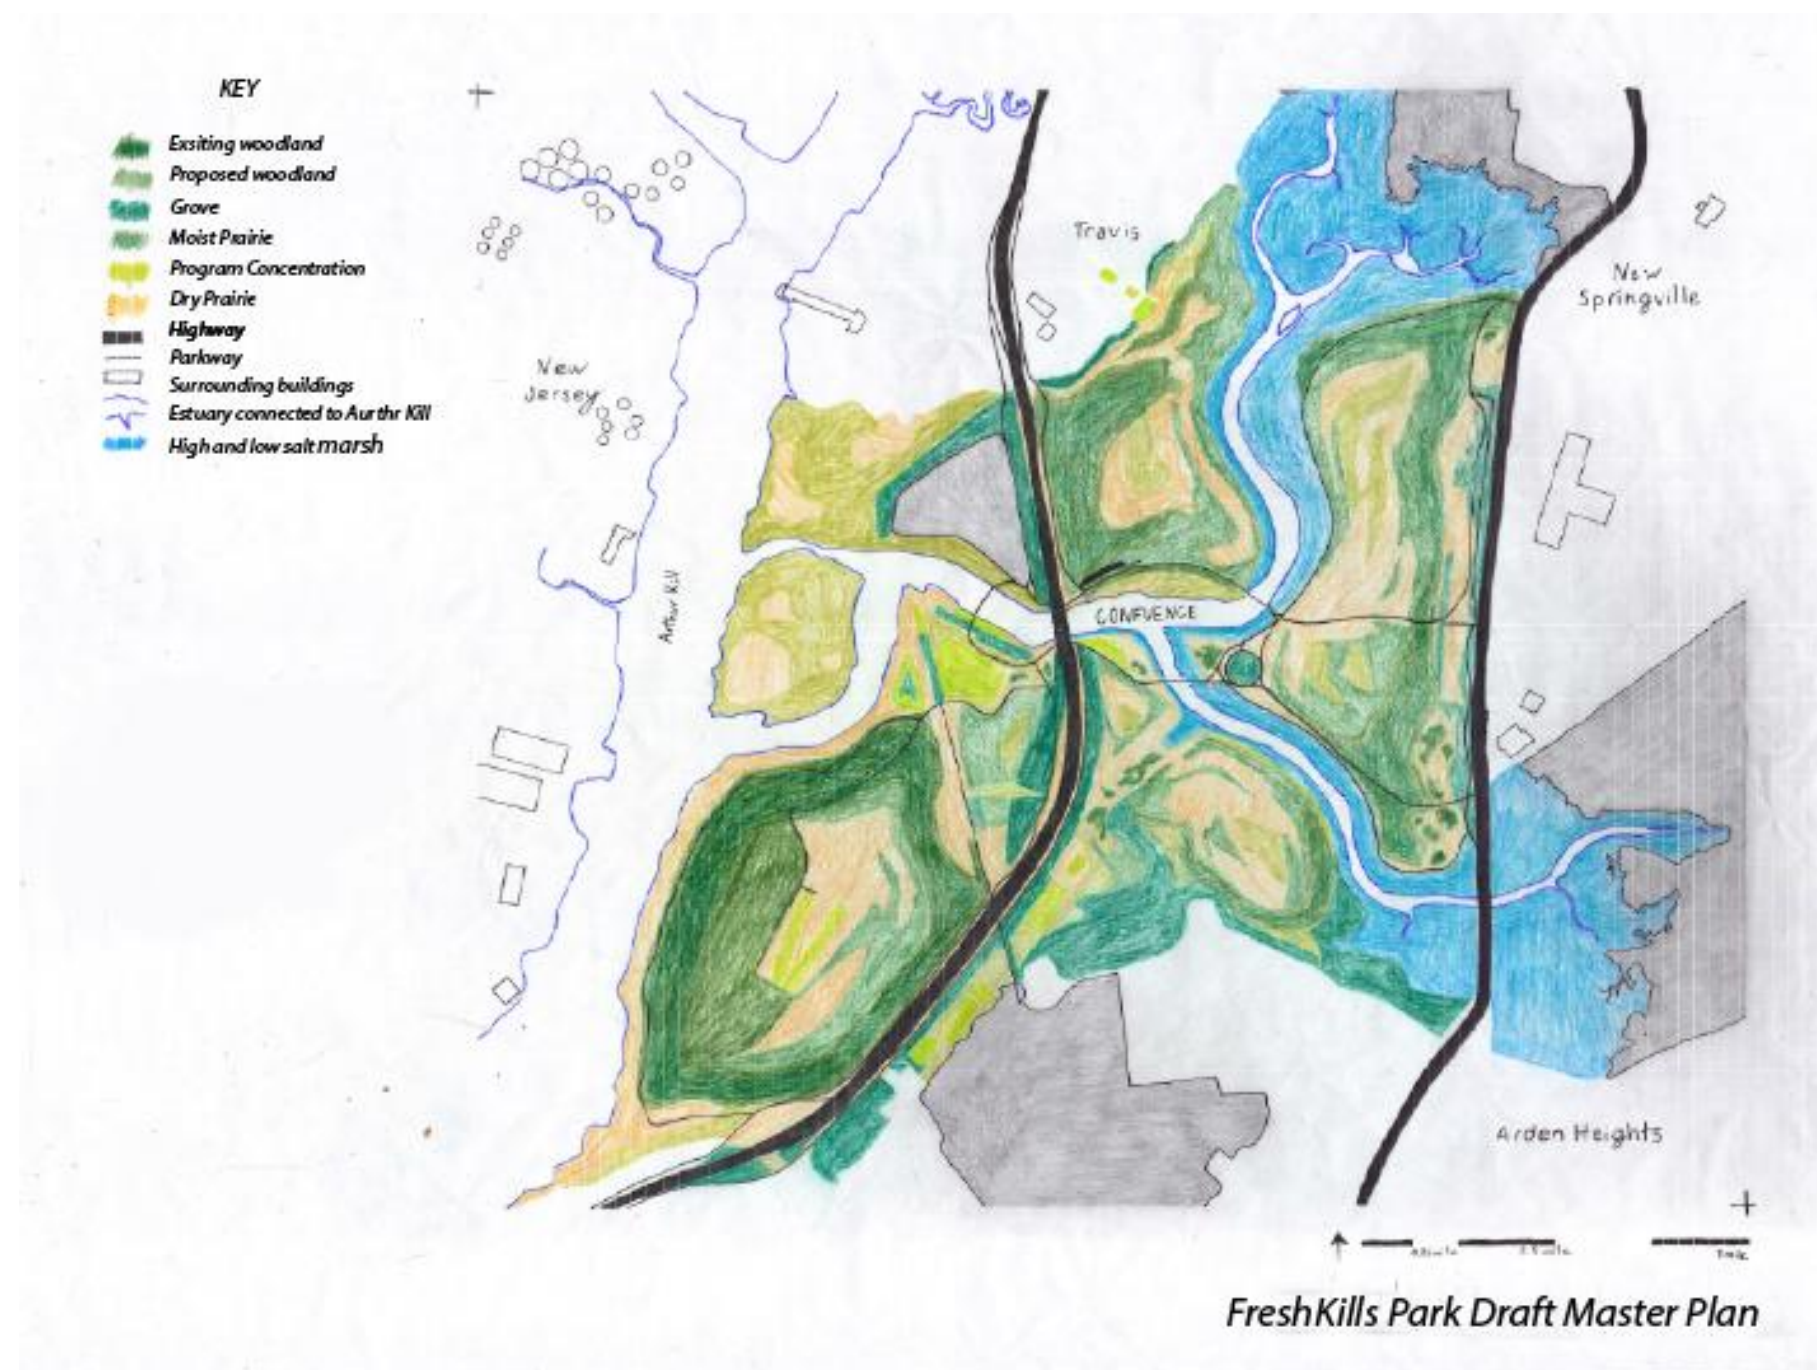 KEY
Exsiting woodland
Proposed woodland
Grove
Moist Prairie
Program Concentration
Dry Prairie
Highway
Parkway
Surrounding buildings
Estuary connected to Aurthr Kill
High and low salt marsh
Travis
New
Springville
New
Jersey
Arthur Kill
CONFUENCE
Arden Heights
FreshKills Park Draft Master Plan